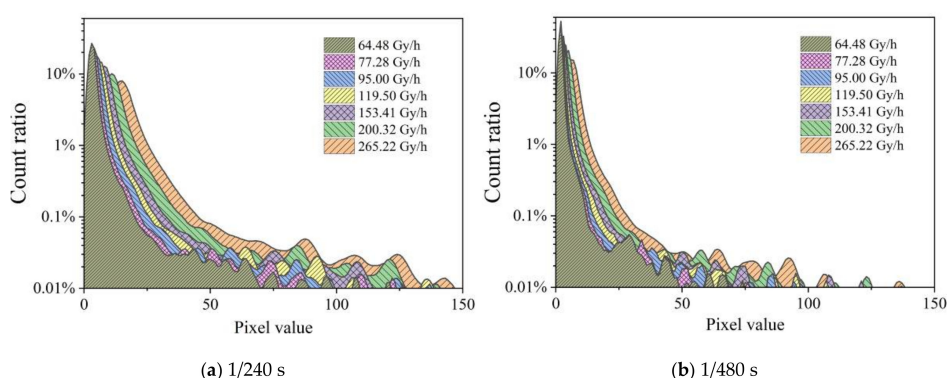 Count ratio
10%
1%
0.1%
0.01%
64.48 Gy/h
77.28 Gy/h
95.00 Gy/h
119.50 Gy/h
153.41 Gy/h
200.32 Gy/h
265.22 Gy/h
0 50 100 150
Pixel value
(a) 1/240 s
Count ratio
10%
1%
0.1%
0.01%
64.48 Gy/h
77.28 Gy/h
95.00 Gy/h
119.50 Gy/h
153.41 Gy/h
200.32 Gy/h
265.22 Gy/h
0 50 100 150
Pixel value
(b) 1/480 s